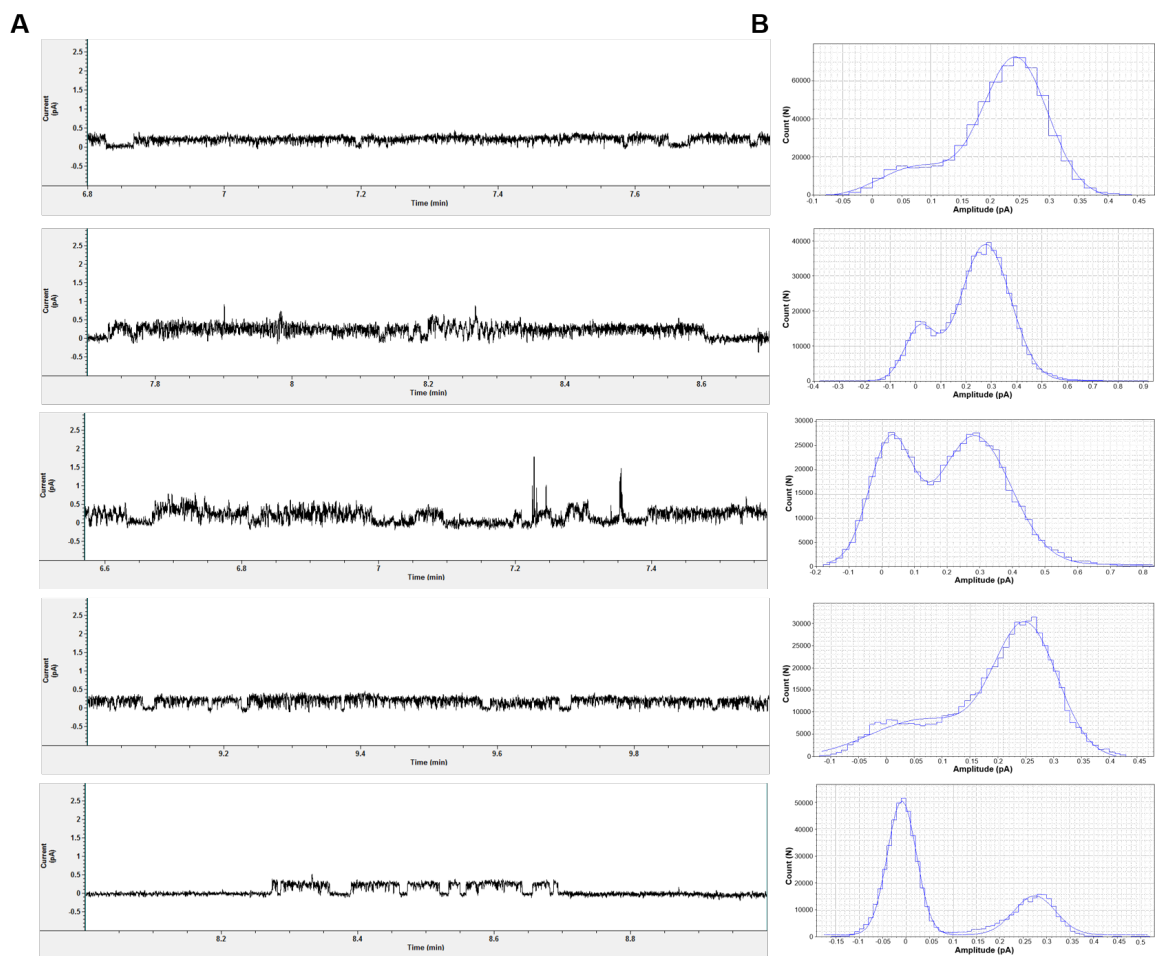 A
B
2.5
2
1.5
1
0.5
0
-0.5
Current
(pA)
6.8 7 7.2 7.4 7.6
Time (min)
60000
40000
20000
0
Count (N)
-0.1 -0.05 0 0.05 0.1 0.15 0.2 0.25 0.3 0.35 0.4 0.45
Amplitude (pA)
2.5
2
1.5
1
0.5
0
-0.5
Current
(pA)
7.8 8 8.2 8.4 8.6
Time (min)
40000
30000
20000
10000
0
Count (N)
-0.4 -0.3 -0.2 -0.1 0 0.1 0.2 0.3 0.4 0.5 0.6 0.7 0.8 0.9
Amplitude (pA)
2.5
2
1.5
1
0.5
0
-0.5
Current
(pA)
6.6 6.8 7 7.2 7.4
Time (min)
30000
25000
20000
15000
10000
5000
0
Count (N)
-0.2 -0.1 0 0.1 0.2 0.3 0.4 0.5 0.6 0.7 0.8
Amplitude (pA)
2.5
2
1.5
1
0.5
0
-0.5
Current
(pA)
9.2 9.4 9.6 9.8
Time (min)
30000
25000
20000
15000
10000
5000
0
Count (N)
-0.1 -0.05 0 0.05 0.1 0.15 0.2 0.25 0.3 0.35 0.4 0.45
Amplitude (pA)
2.5
2
1.5
1
0.5
0
-0.5
Current
(pA)
8.2 8.4 8.6 8.8
Time (min)
50000
40000
30000
20000
10000
0
Count (N)
-0.15 -0.1 -0.05 0 0.05 0.1 0.15 0.2 0.25 0.3 0.35 0.4 0.45 0.5
Amplitude (pA)